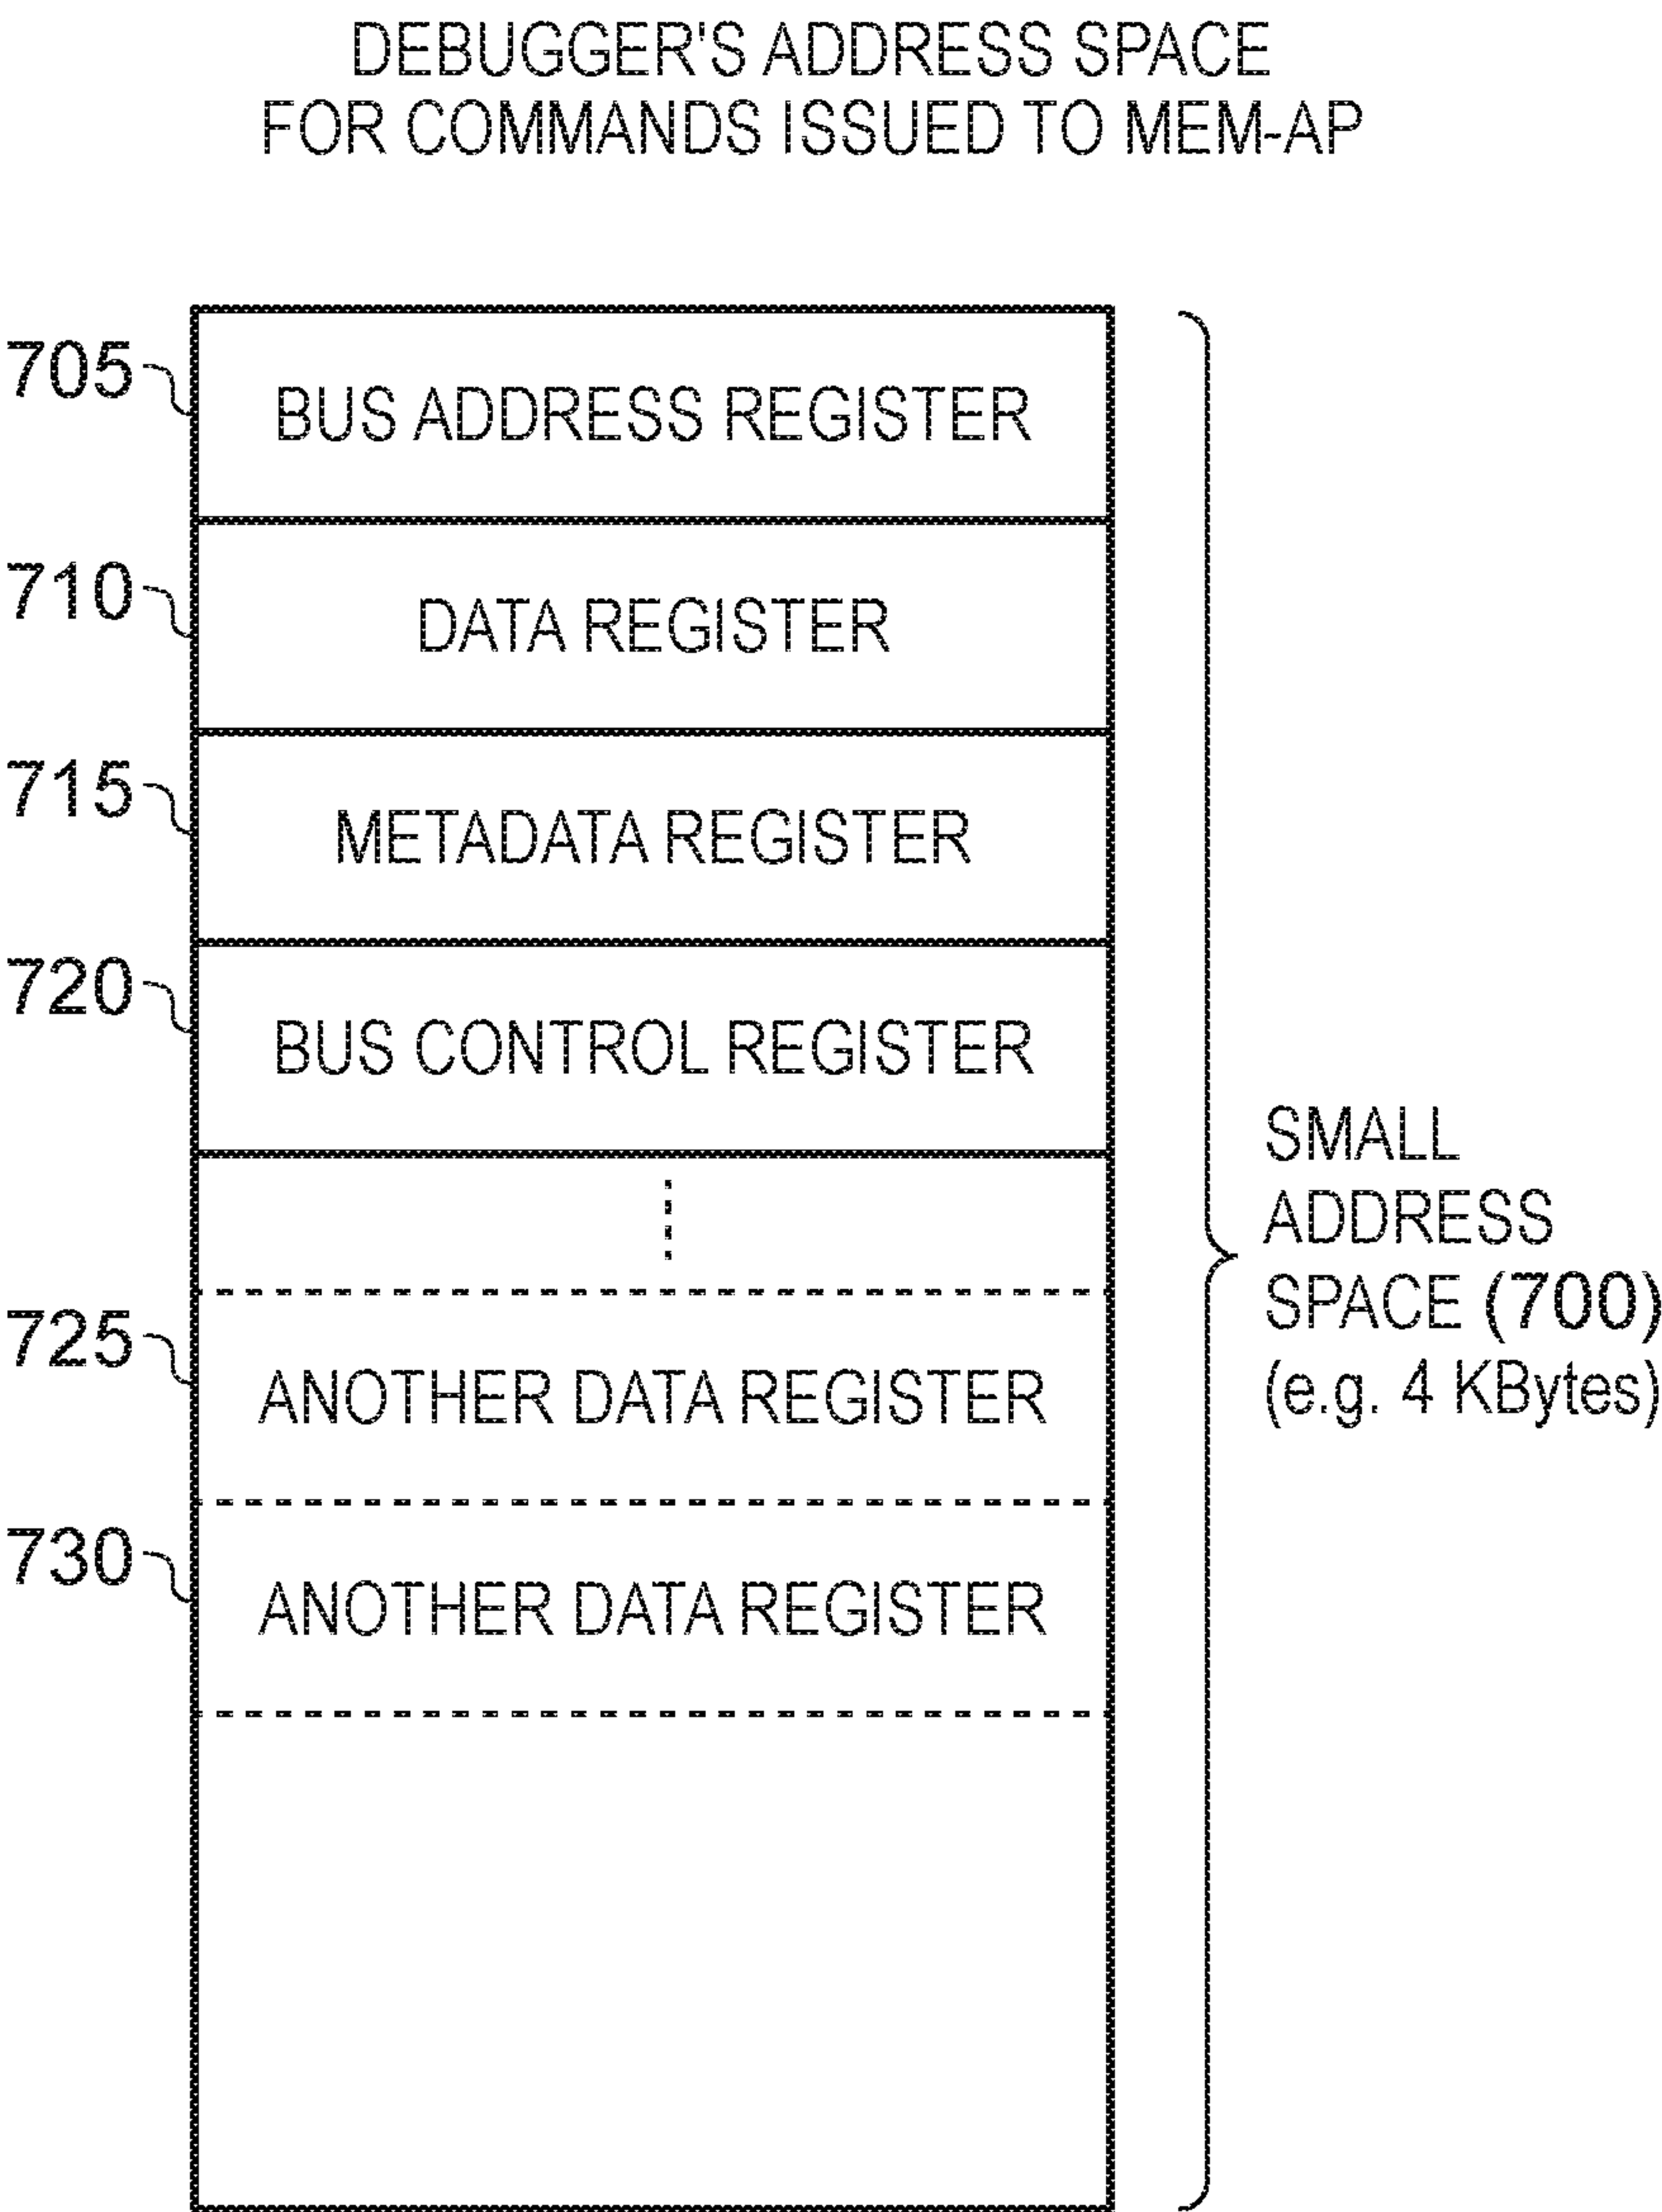 DEBUGGER'S ADDRESS SPACE
FOR COMMANDS ISSUED TO MEM-AP
705
BUS ADDRESS REGISTER
710
DATA REGISTER
715
METADATA REGISTER
720
BUS CONTROL REGISTER
SMALL
ADDRESS
SPACE (700)
(e.g. 4 KBytes)
725
ANOTHER DATA REGISTER
730
ANOTHER DATA REGISTER